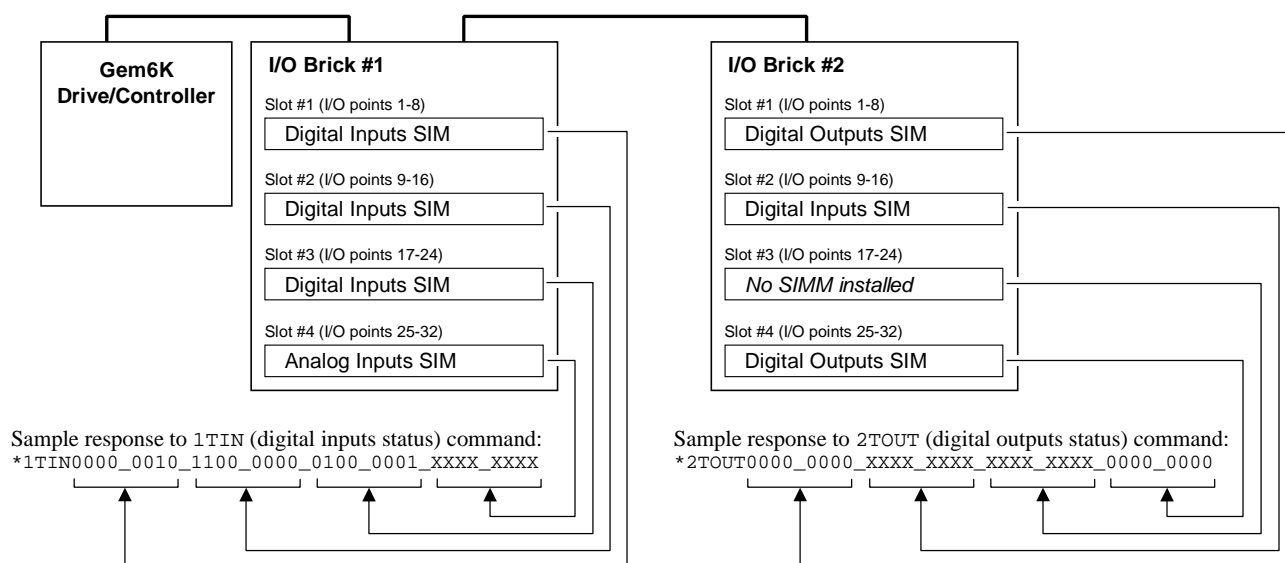 Gem6K
Drive/Controller
I/O Brick #1
Slot #1 (I/O points 1-8)
Digital Inputs SIM
Slot #2 (I/O points 9-16)
Digital Inputs SIM
Slot #3 (I/O points 17-24)
Digital Inputs SIM
Slot #4 (I/O points 25-32)
Analog Inputs SIM
I/O Brick #2
Slot #1 (I/O points 1-8)
Digital Outputs SIM
Slot #2 (I/O points 9-16)
Digital Inputs SIM
Slot #3 (I/O points 17-24)
No SIMM installed
Slot #4 (I/O points 25-32)
Digital Outputs SIM
Sample response to 1TIN (digital inputs status) command:
*1TIN0000_0010_1100_0000_0100_0001_XXXX_XXXX
Sample response to 2TOUT (digital outputs status) command:
*2TOUT0000_0000_XXXX_XXXX_XXXX_XXXX_0000_0000